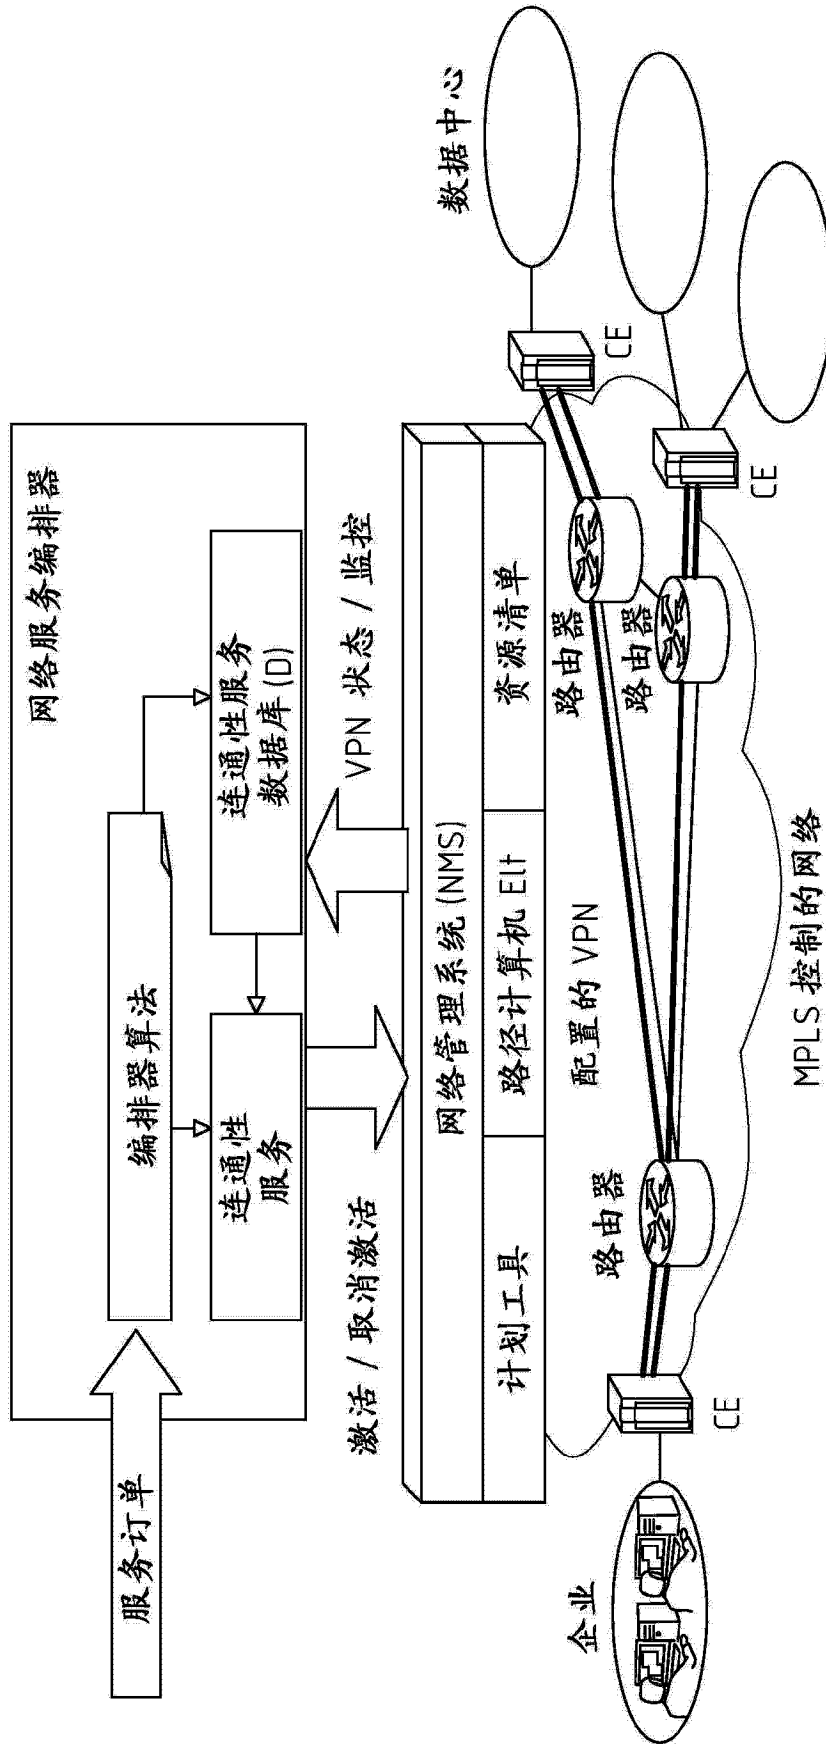 服务订单
网络服务编排器
编排器算法
连通性
服务
连通性服务
数据库(D)
激活 / 取消激活
VPN 状态 / 监控
网络管理系统(NMS)
计划工具
路径计算机 Elt
资源清单
数据中心
配置的 VPN
路由器
路由器
路由器
CE
CE
CE
企业
MPLS 控制的网络